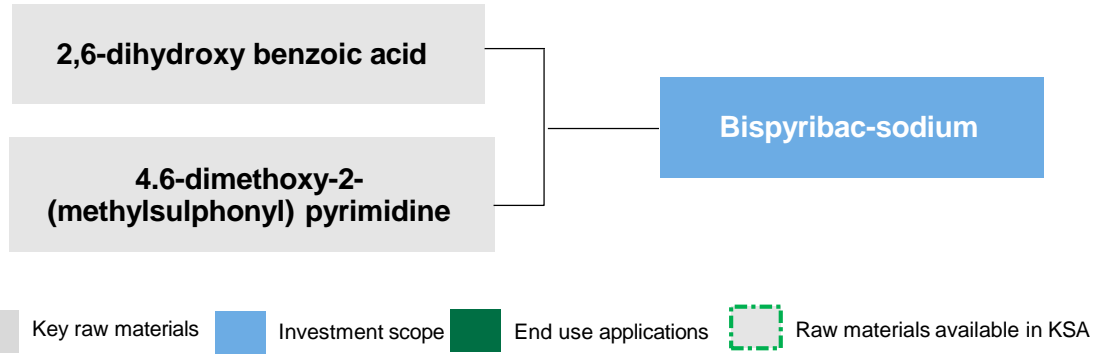 2,6-dihydroxy benzoic acid
Bispyribac-sodium
4.6-dimethoxy-2-
(methylsulphonyl) pyrimidine
Key raw materials
Investment scope
End use applications
Raw materials available in KSA